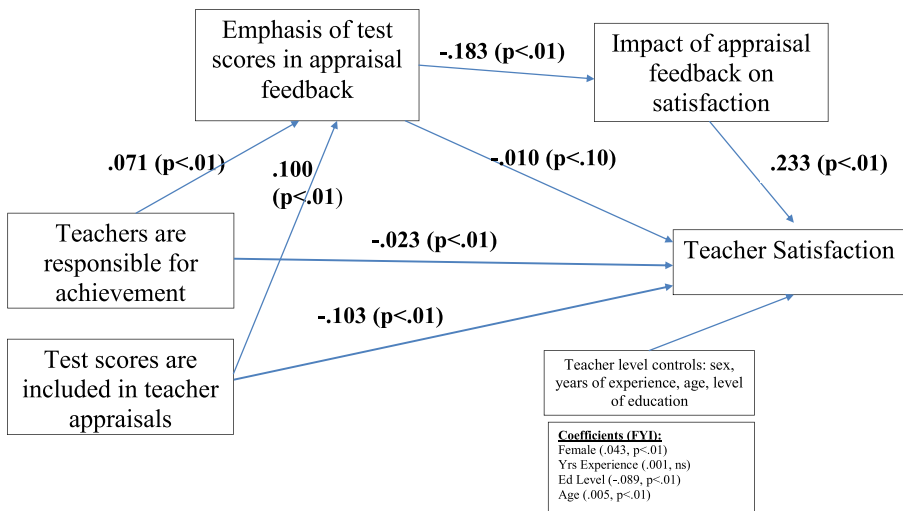 Emphasis of test
scores in appraisal
feedback
-.183 (p<.01)
Impact of appraisal
feedback on
satisfaction
.071 (p<.01)
.100
(p<.01)
-.010 (p<.10)
.233 (p<.01)
Teachers are
responsible for
achievement
-.023 (p<.01)
Teacher Satisfaction
-.103 (p<.01)
Test scores are
included in teacher
appraisals
Teacher level controls: sex,
years of experience, age, level
of education
Coefficients (FYI):
Female (.043, p<.01)
Yrs Experience (.001, ns)
Ed Level (-.089, p<.01)
Age (.005, p<.01)